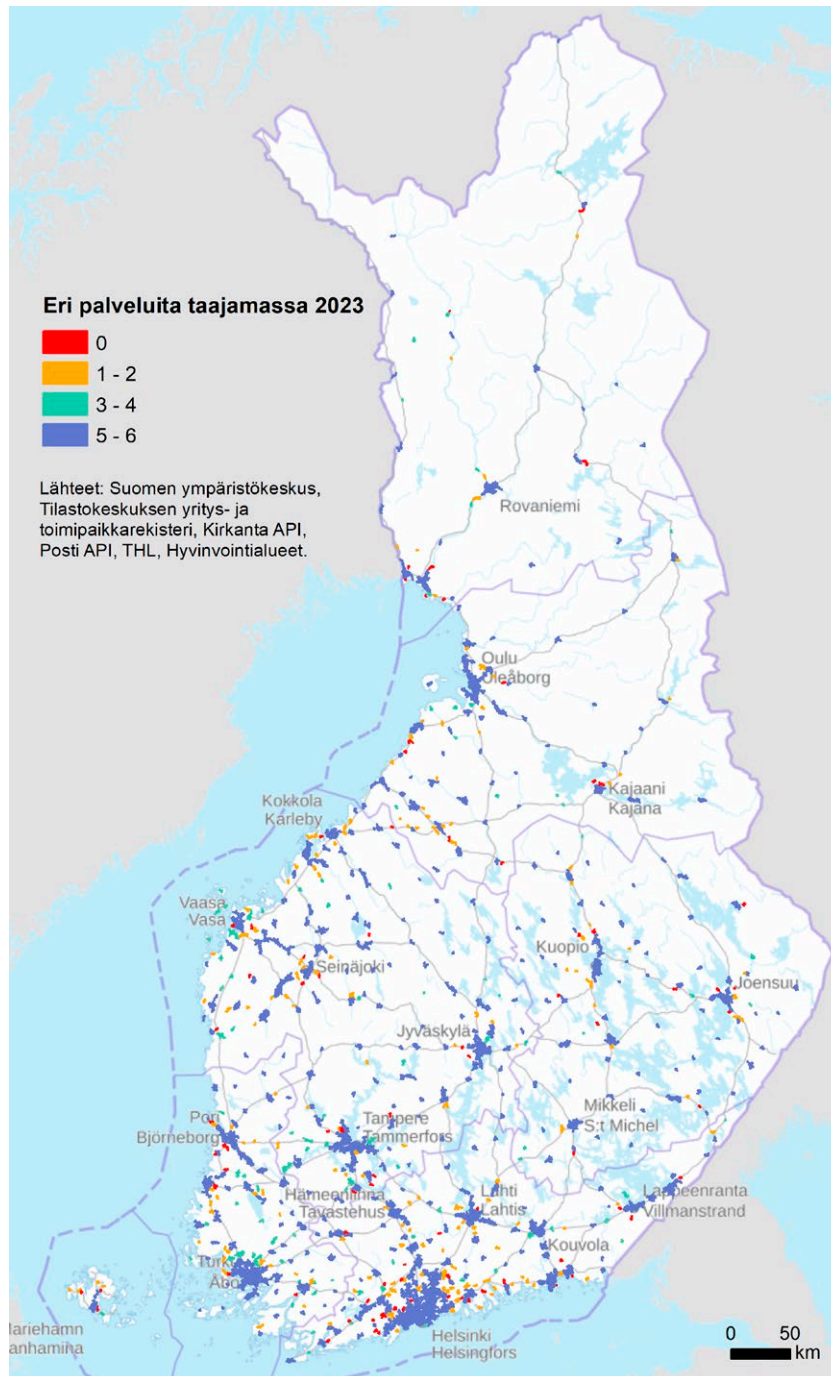 Eri palveluita taajamassa 2023
0
1 - 2
3 - 4
5 - 6
Lähteet: Suomen ympäristökeskus,
Tilastokeskuksen yritys- ja
toimipaikkarekisteri, Kirkanta API,
Posti API, THL, Hyvinvointialueet.
Rovaniemi
Oulu
Uleåborg
Kajaani
Kajana
Kokkola
Karleby
Vaasa
Vasa
Seinäjoki
Kuopio
Joensuu
Jyväskylä
Mikkeli
S:t Michel
Pori
Björneborg
Tampere
Tammerfors
Hämeenlinna
Tavastehus
Lahti
Lahtis
Lappeenranta
Villmanstrand
Kouvola
Turku
Åbo
Helsinki
Helsingfors
Mariehamn
anhamina
0 50
km